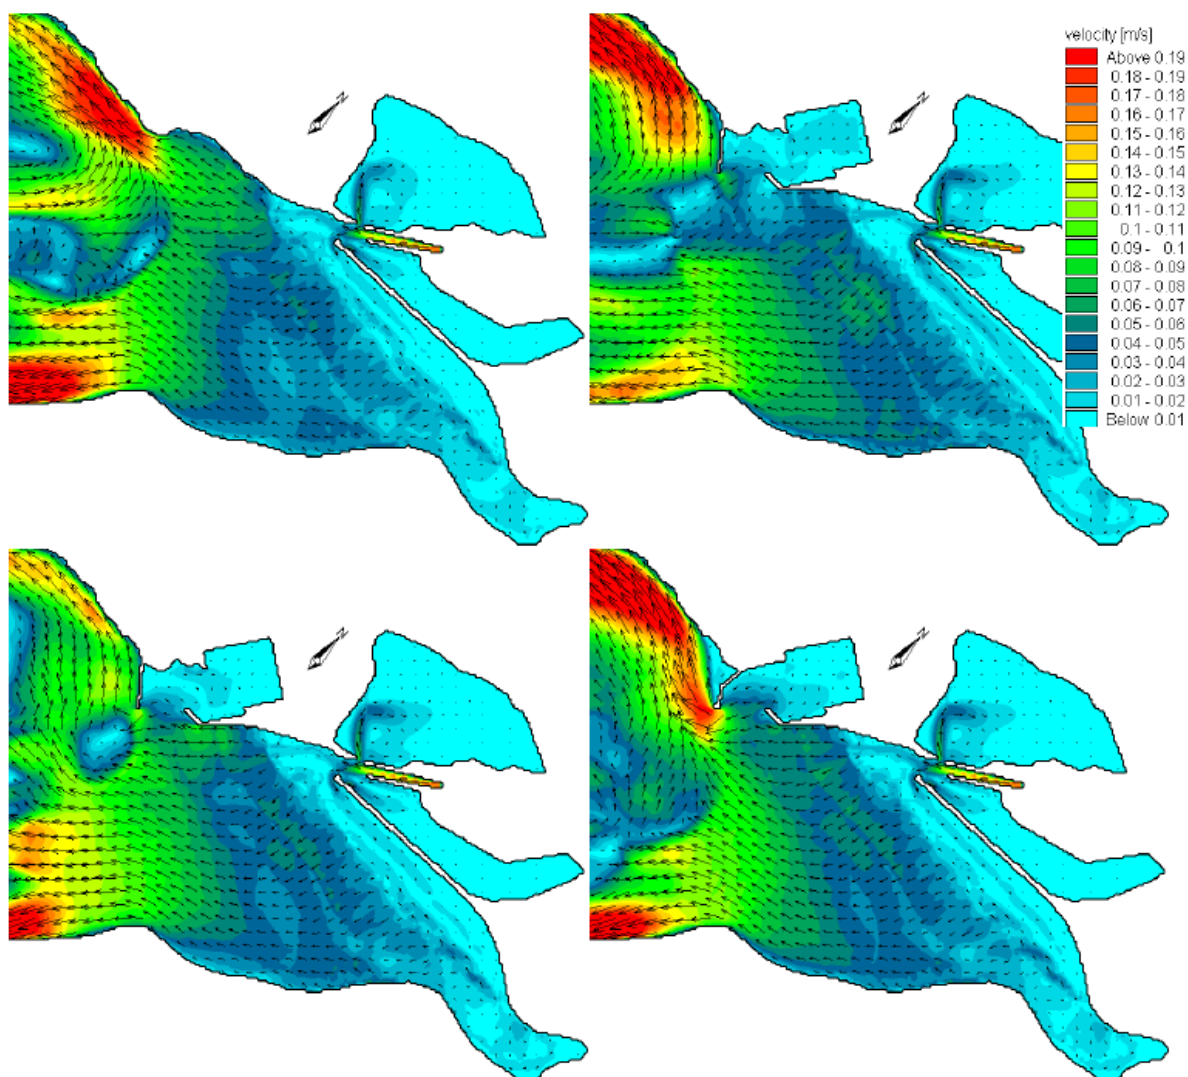 velocity [m/s]
Above 0.19
0.18 - 0.19
0.17 - 0.18
0.16 - 0.17
0.15 - 0.16
0.14 - 0.15
0.13 - 0.14
0.12 - 0.13
0.11 - 0.12
0.1 - 0.11
0.09 - 0.1
0.08 - 0.09
0.07 - 0.08
0.06 - 0.07
0.05 - 0.06
0.04 - 0.05
0.03 - 0.04
0.02 - 0.03
0.01 - 0.02
Below 0.01
N
N
N
N